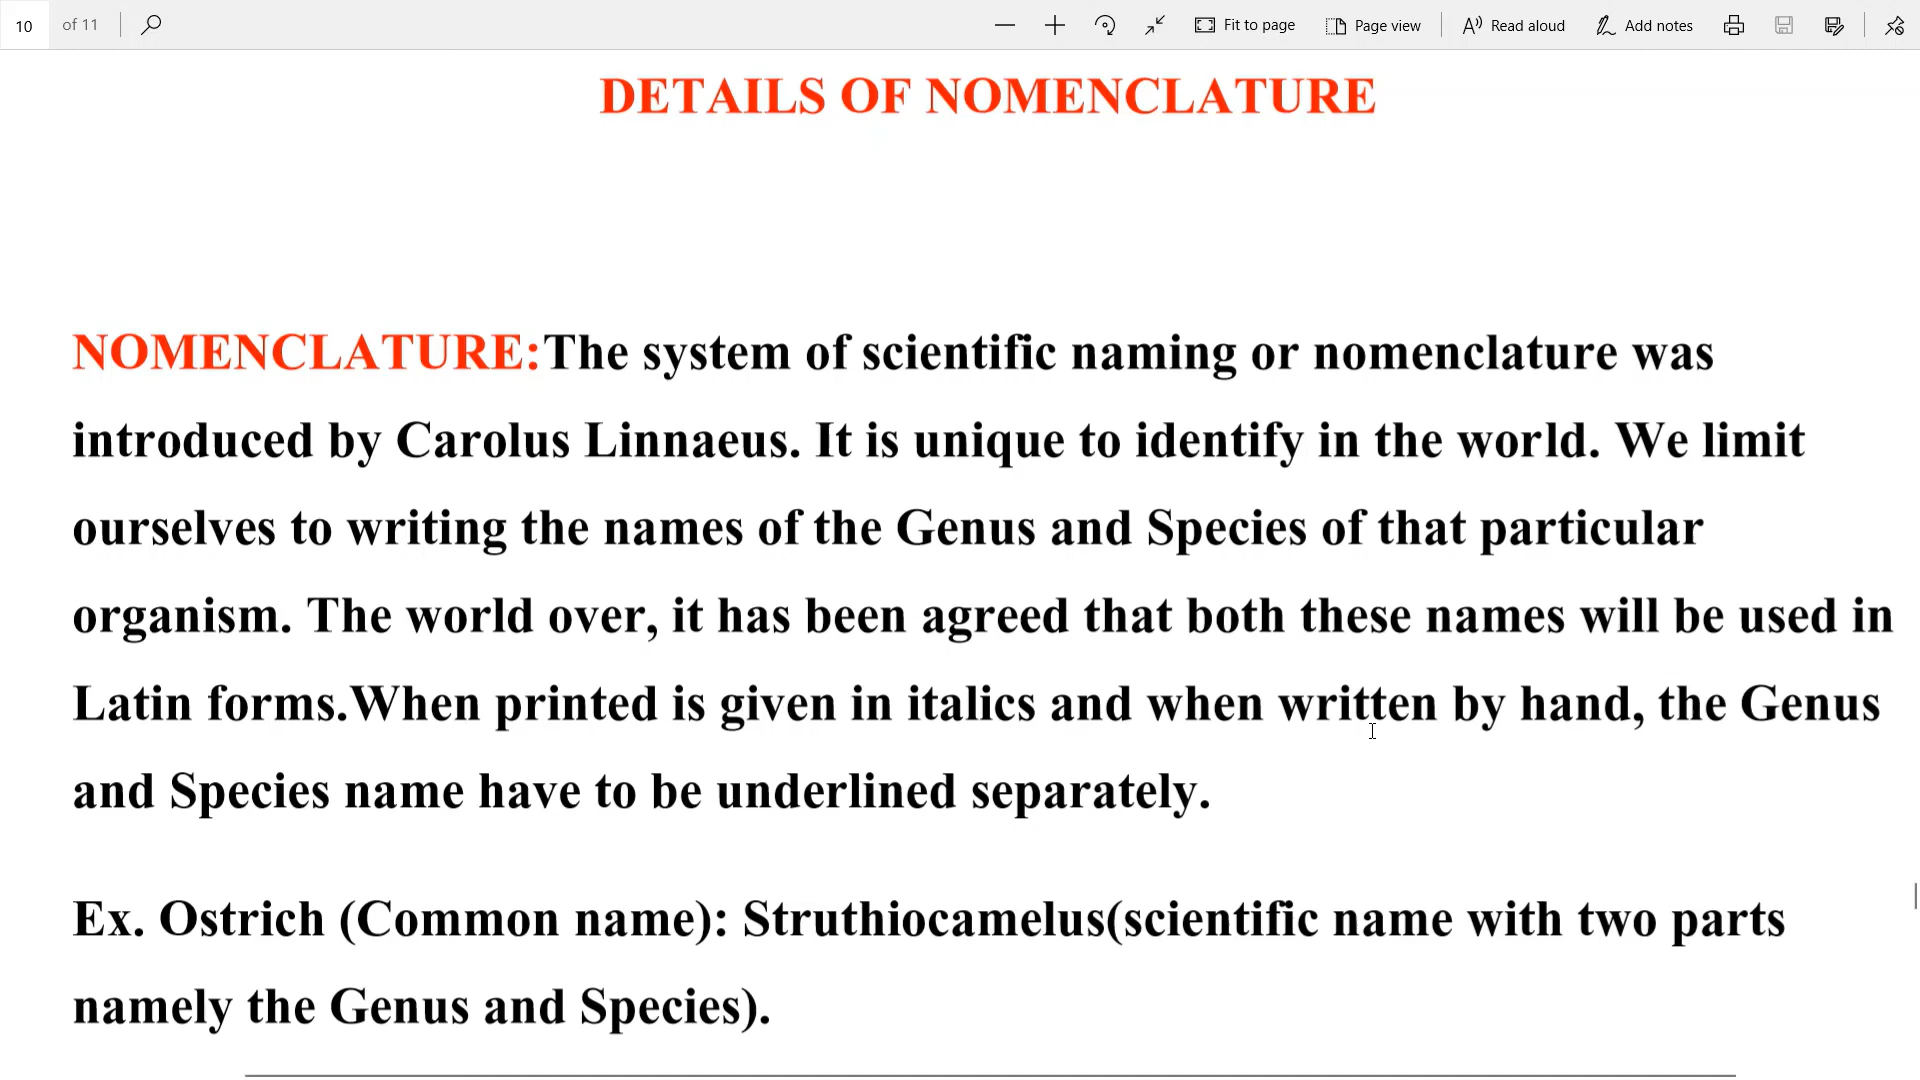 10 of 11 Fit to page Page view Read aloud Add notes
DETAILS OF NOMENCLATURE
NOMENCLATURE:The system of scientific naming or nomenclature was
introduced by Carolus Linnaeus. It is unique to identify in the world. We limit
ourselves to writing the names of the Genus and Species of that particular
organism. The world over, it has been agreed that both these names will be used in
Latin forms.When printed is given in italics and when written by hand, the Genus
and Species name have to be underlined separately.
Ex. Ostrich (Common name): Struthiocamelus(scientific name with two parts
namely the Genus and Species).